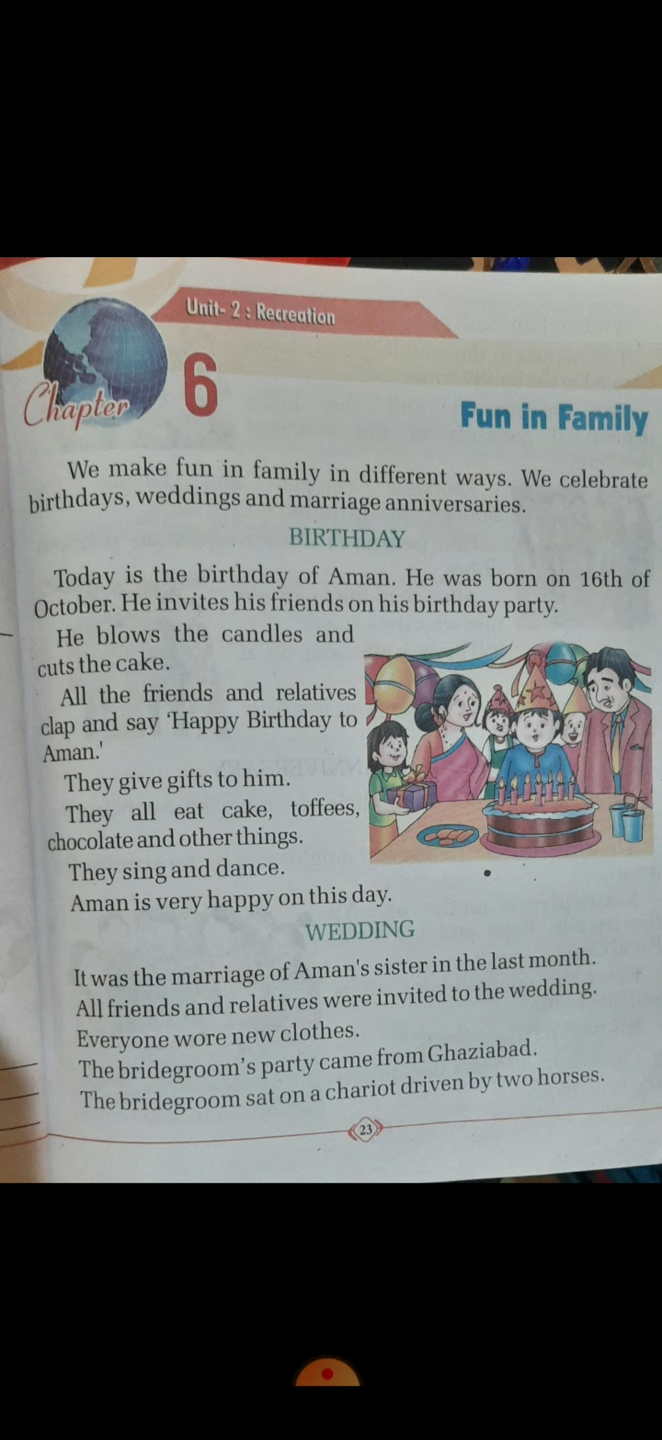 Unit- 2 : Recreation
Chapter 6
Fun in Family
We make fun in family in different ways. We celebrate
birthdays, weddings and marriage anniversaries.
BIRTHDAY
Today is the birthday of Aman. He was born on 16th of
October. He invites his friends on his birthday party.
He blows the candles and
cuts the cake.
All the friends and relatives
clap and say ‘Happy Birthday to
Aman.'
They give gifts to him.
They all eat cake, toffees,
chocolate and other things.
They sing and dance.
Aman is very happy on this day.
WEDDING
It was the marriage of Aman's sister in the last month.
All friends and relatives were invited to the wedding.
Everyone wore new clothes.
The bridegroom’s party came from Ghaziabad.
The bridegroom sat on a chariot driven by two horses.
23